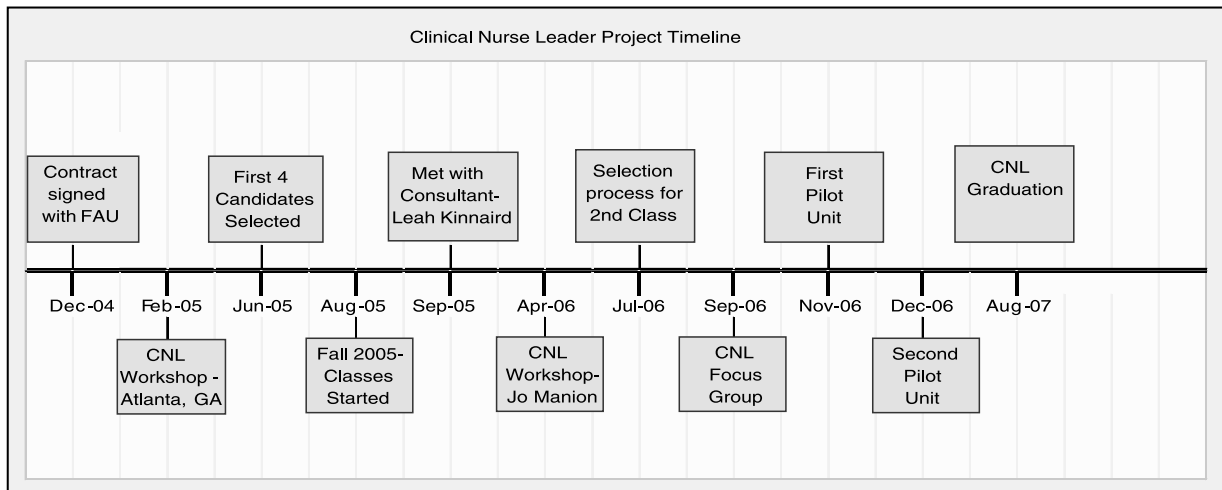 Clinical Nurse Leader Project Timeline
Contract
signed
with FAU
First 4
Candidates
Selected
Met with
Consultant-
Leah Kinnaird
Selection
process for
2nd Class
First
Pilot
Unit
CNL
Graduation
Dec-04
Feb-05
Jun-05
Aug-05
Sep-05
Apr-06
Jul-06
Sep-06
Nov-06
Dec-06
Aug-07
CNL
Workshop -
Atlanta, GA
Fall 2005-
Classes
Started
CNL
Workshop-
Jo Manion
CNL
Focus
Group
Second
Pilot
Unit